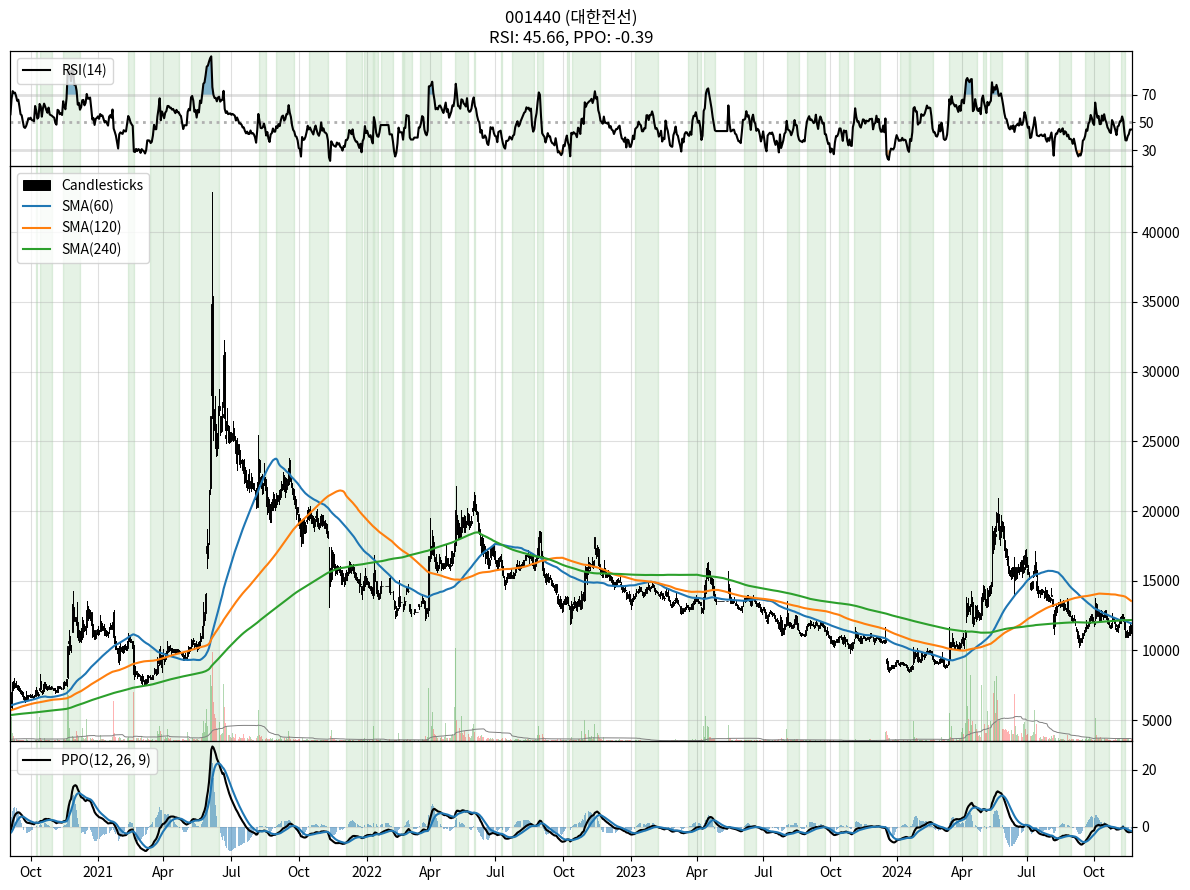 001440 (대한전선)
RSI: 45.66, PPO: -0.39
RSI(14)
70
50
30
Candlesticks
SMA(60)
SMA(120)
SMA(240)
40000
35000
30000
25000
20000
15000
10000
5000
PPO(12, 26, 9)
20
0
Oct 2021 Apr Jul Oct 2022 Apr Jul Oct 2023 Apr Jul Oct 2024 Apr Jul Oct